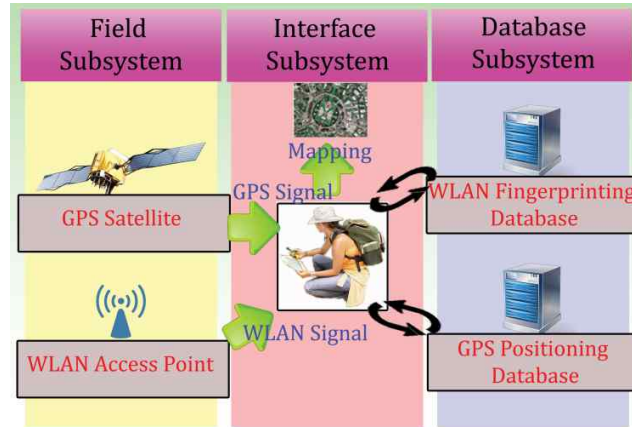 Field
Subsystem
Interface
Subsystem
Database
Subsystem
Mapping
GPS Signal
GPS Satellite
WLAN Fingerprinting
Database
WLAN Signal
WLAN Access Point
GPS Positioning
Database